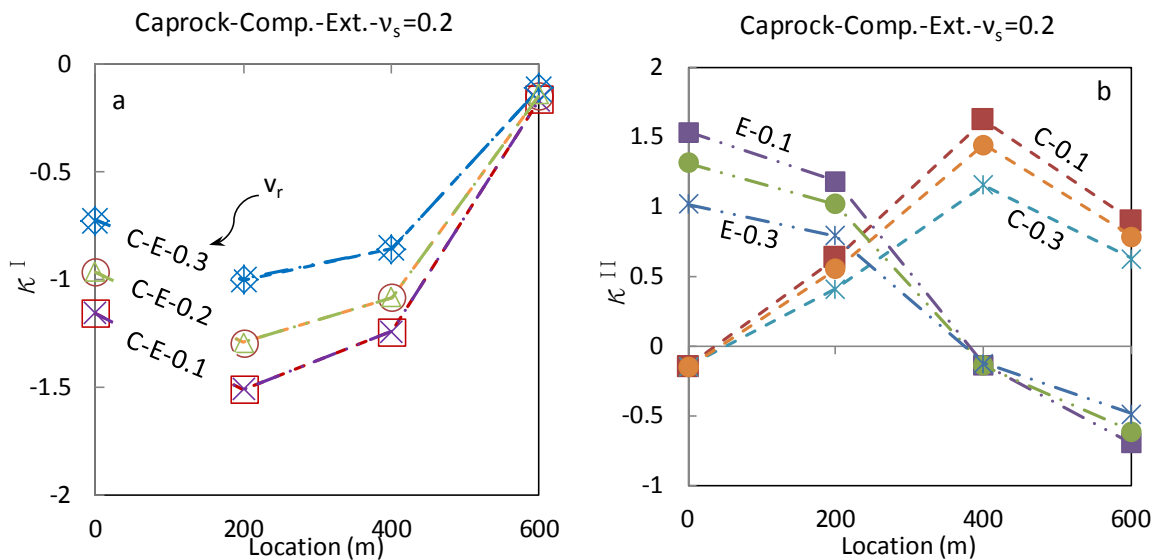 Caprock-Comp.-Ext.-νs=0.2
a
0
-0.5
-1
-1.5
-2
κ I
νr
C-E-0.3
C-E-0.2
C-E-0.1
0
200
400
600
Location (m)
Caprock-Comp.-Ext.-νs=0.2
b
2
1.5
1
0.5
0
-0.5
-1
κ II
E-0.1
E-0.3
C-0.1
C-0.3
0
200
400
600
Location (m)